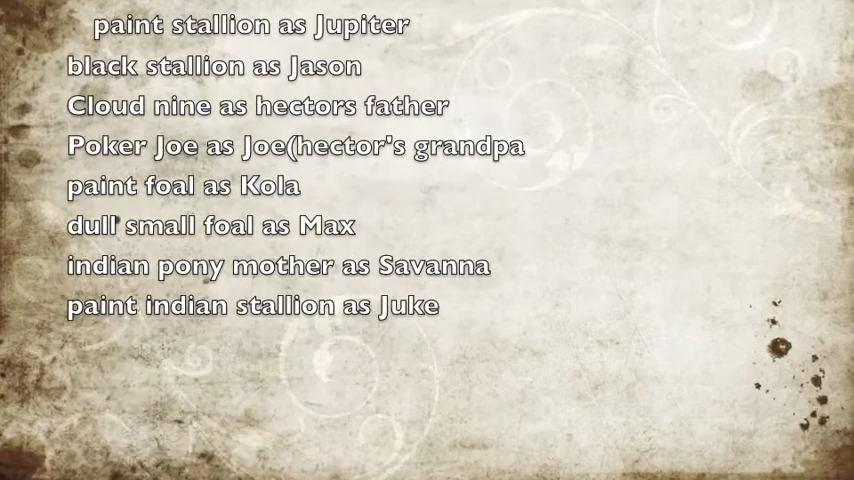 paint stallion as Jupiter
black stallion as Jason
Cloud nine as hectors father
Poker Joe as Joe(hector's grandpa
paint foal as Kola
dull small foal as Max
indian pony mother as Savanna
paint indian stallion as Juke